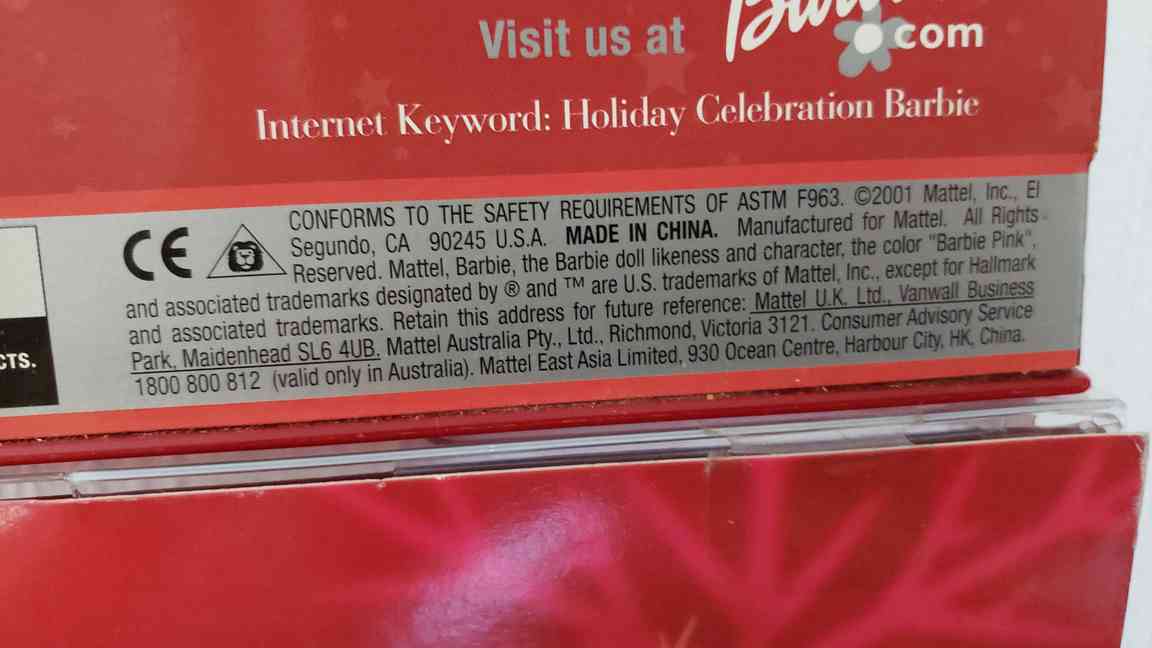 Visit us at Barbie.com
Internet Keyword: Holiday Celebration Barbie
CE
CONFORMS TO THE SAFETY REQUIREMENTS OF ASTM F963. ©2001 Mattel, Inc., El
Segundo, CA 90245 U.S.A. MADE IN CHINA. Manufactured for Mattel. All Rights
Reserved. Mattel, Barbie, the Barbie doll likeness and character, the color "Barbie Pink",
and associated trademarks designated by ® and ™ are U.S. trademarks of Mattel, Inc., except for Hallmark
and associated trademarks. Retain this address for future reference: Mattel U.K. Ltd., Vanwall Business
Park, Maidenhead SL6 4UB. Mattel Australia Pty., Ltd., Richmond, Victoria 3121. Consumer Advisory Service
1800 800 812 (valid only in Australia). Mattel East Asia Limited, 930 Ocean Centre, Harbour City, HK, China.
CTS.